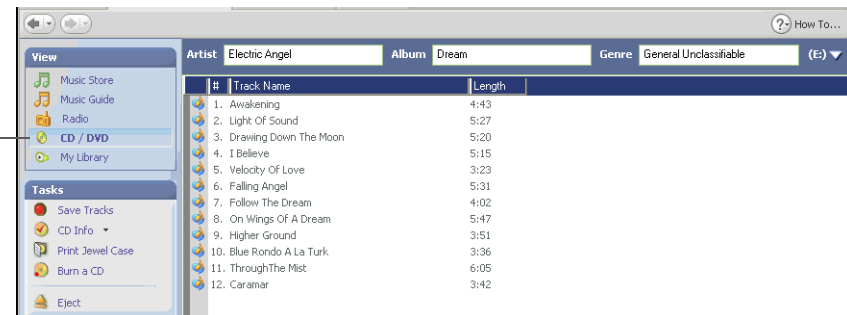 How To...
View
Music Store
Music Guide
Radio
CD / DVD
My Library
Tasks
Save Tracks
CD Info
Print Jewel Case
Burn a CD
Eject
Artist Electric Angel Album Dream Genre General Unclassifiable (E:)
# Track Name Length
1. Awakening 4:43
2. Light Of Sound 5:27
3. Drawing Down The Moon 5:20
4. I Believe 5:15
5. Velocity Of Love 3:23
6. Falling Angel 5:31
7. Follow The Dream 4:02
8. On Wings Of A Dream 5:47
9. Higher Ground 3:51
10. Blue Rondo A La Turk 3:36
11. ThroughThe Mist 6:05
12. Caramar 3:42